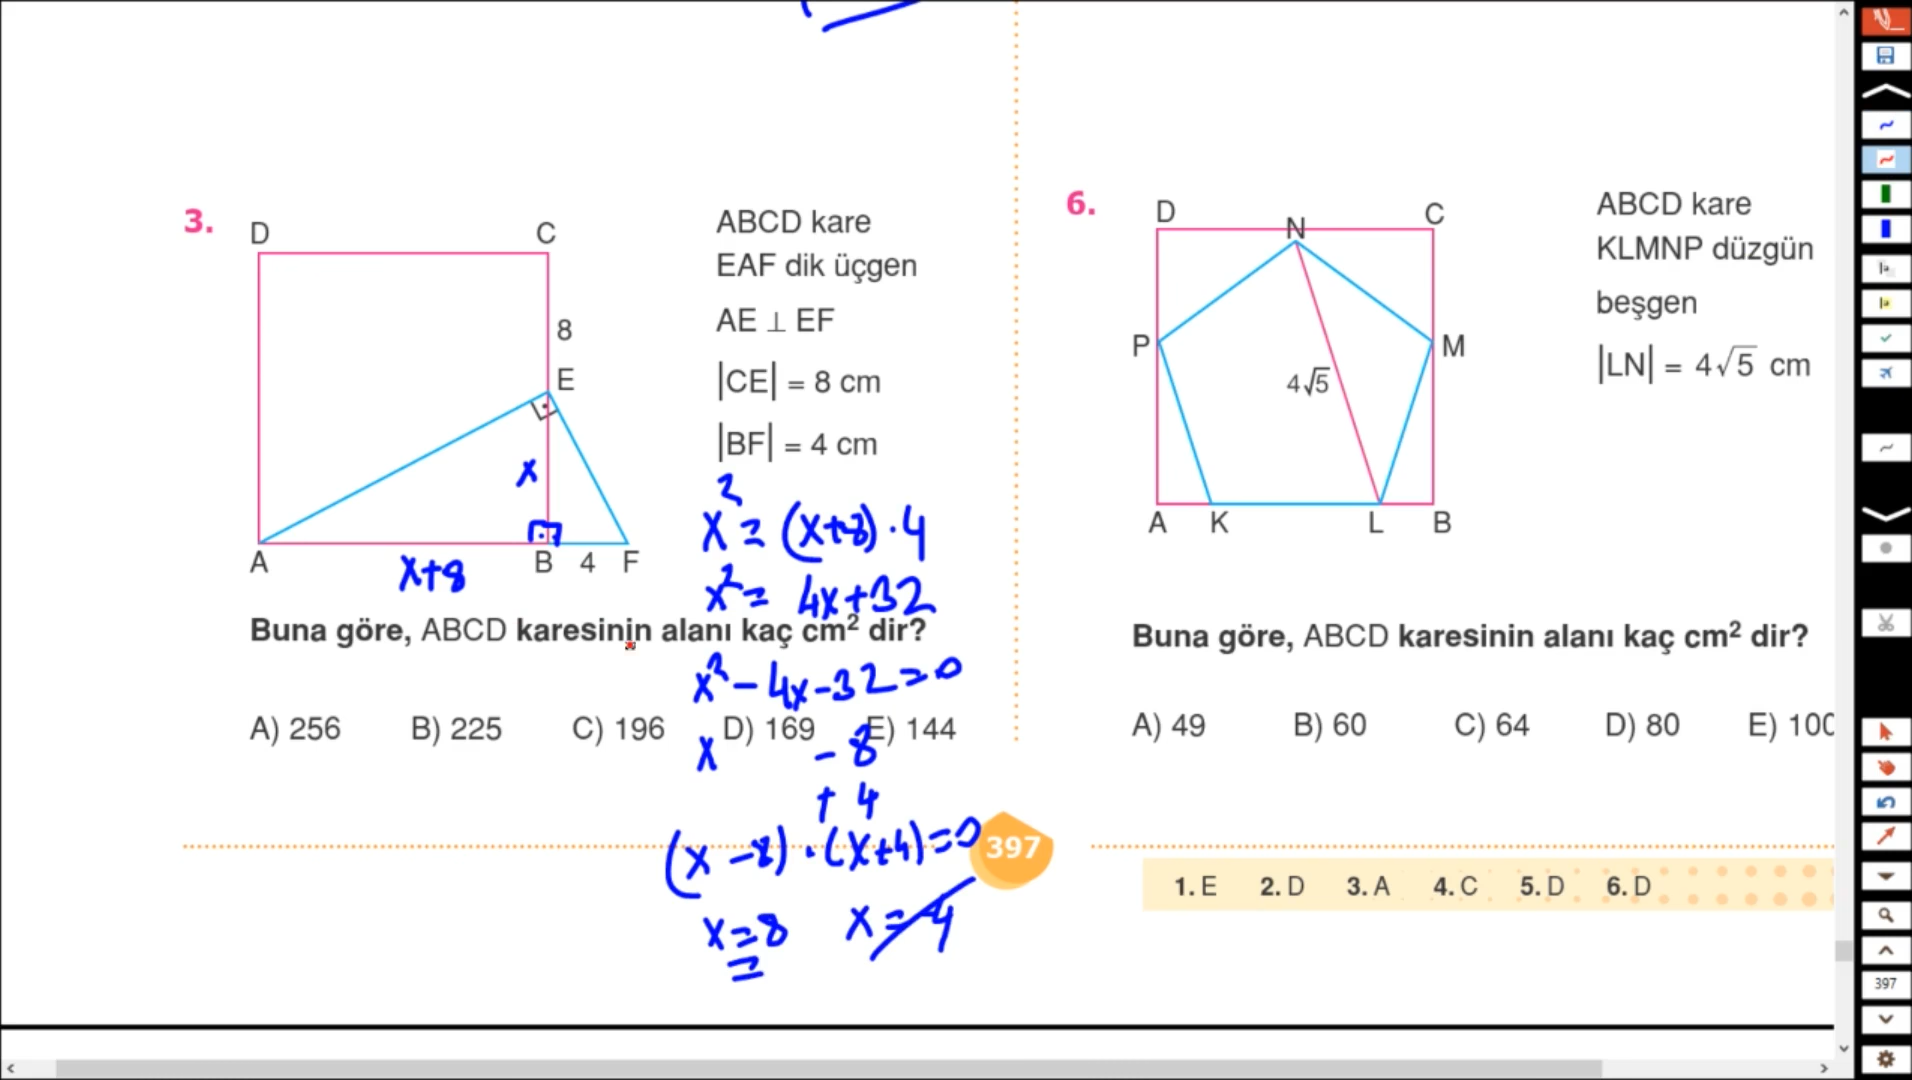 3.
D
C
8
E
x
A
x+8
B
4
F
ABCD kare
EAF dik üçgen
AE ⊥ EF
|CE| = 8 cm
|BF| = 4 cm
x² = (x+8).4
x² = 4x+32
Buna göre, ABCD karesinin alanı kaç cm² dir?
x² - 4x - 32 = 0
A) 256 B) 225 C) 196 D) 169 E) 144
x - 8
+ 4
(x - 8) . (x+4) = 0
x = 8 x = -4
397
6.
D
N
C
P
M
4√5
A
K
L
B
ABCD kare
KLMNP düzgün
beşgen
|LN| = 4√5 cm
Buna göre, ABCD karesinin alanı kaç cm² dir?
A) 49 B) 60 C) 64 D) 80 E) 100
1. E 2. D 3. A 4. C 5. D 6. D
397